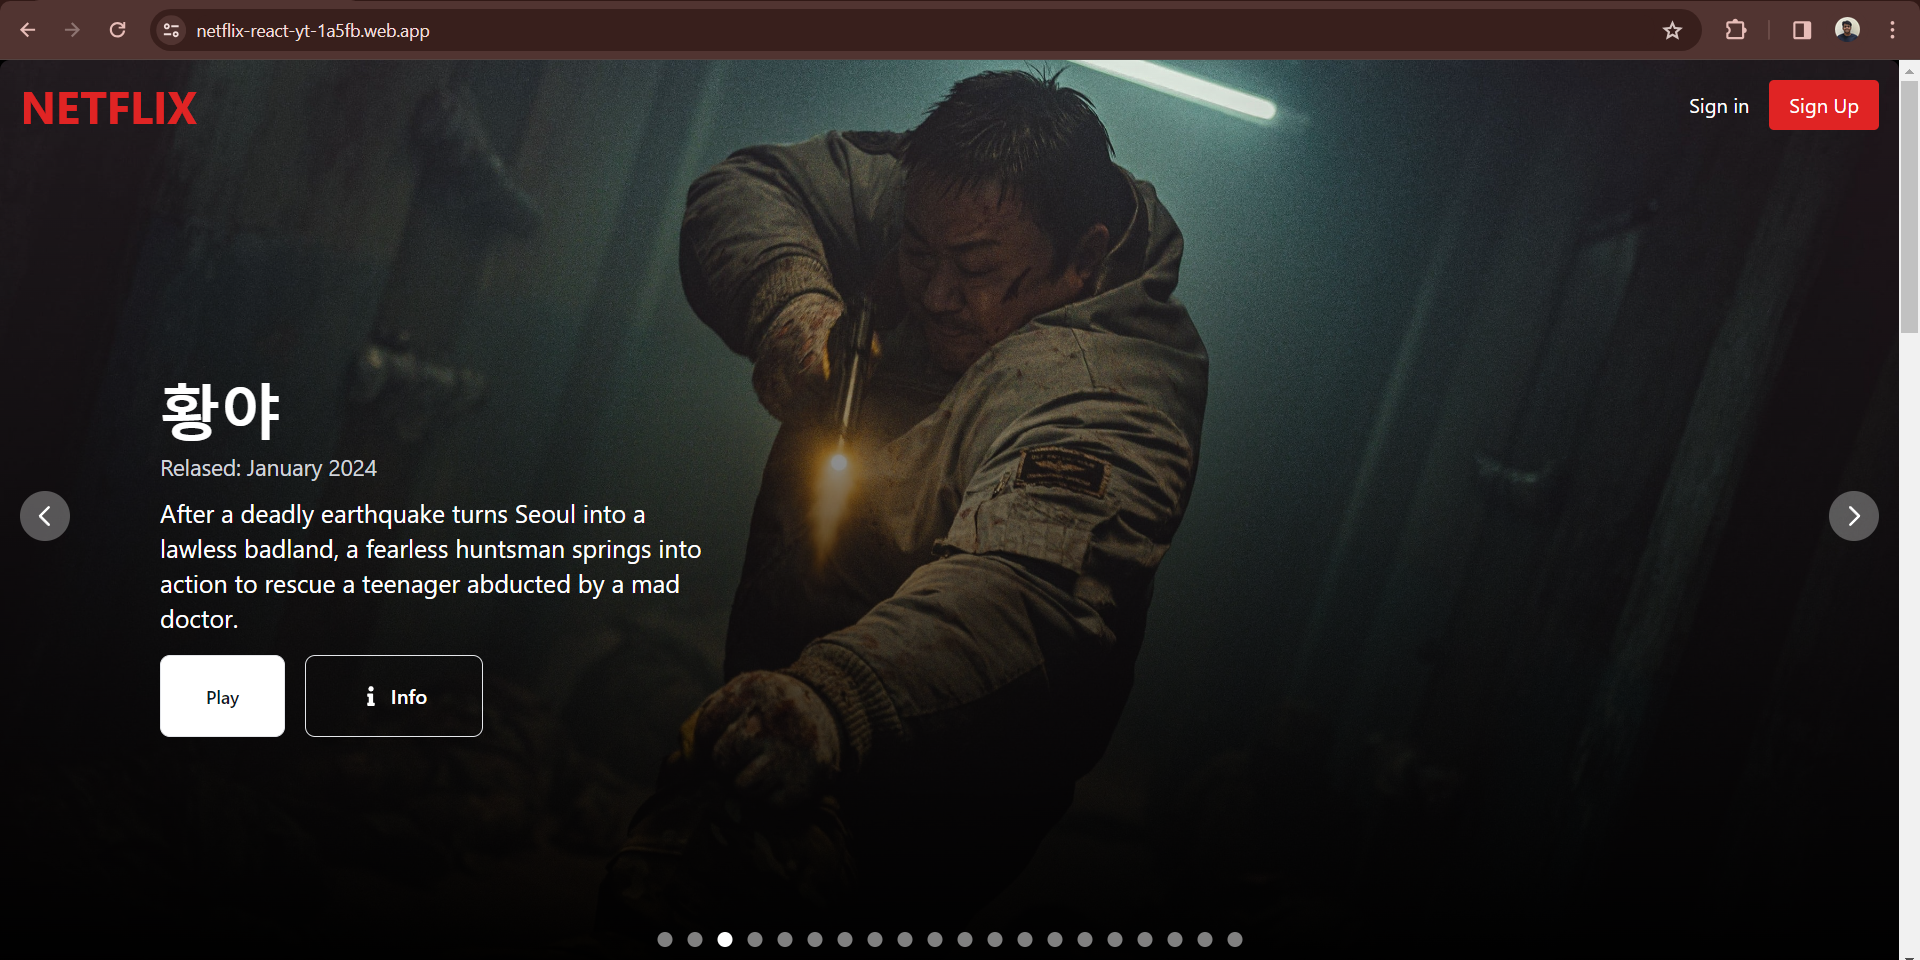 netflix-react-yt-1a5fb.web.app
NETFLIX
Sign in
Sign Up
황야
Relased: January 2024
After a deadly earthquake turns Seoul into a
lawless badland, a fearless huntsman springs into
action to rescue a teenager abducted by a mad
doctor.
Play
Info